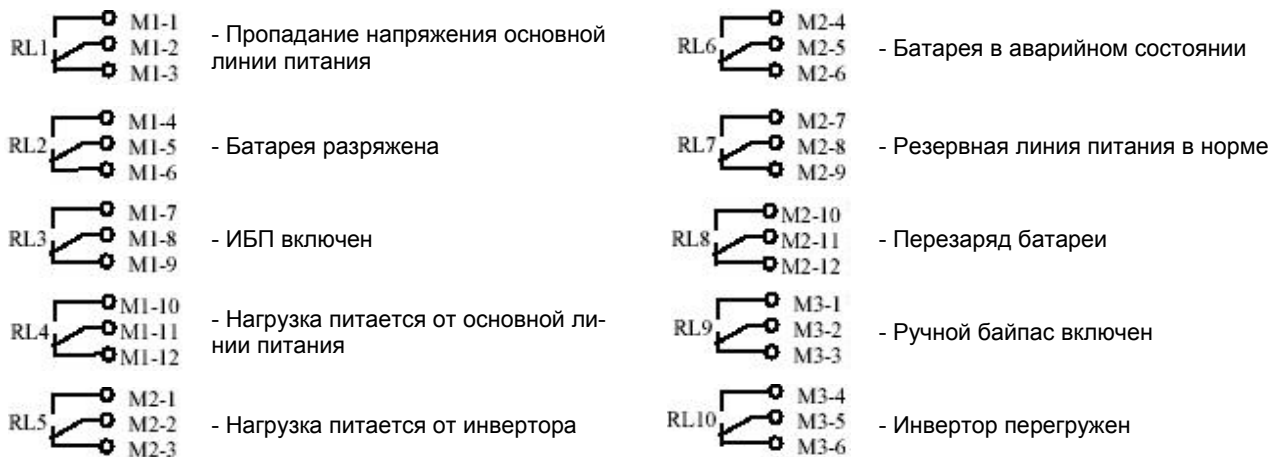 M1-1
RL1 M1-2 - Пропадание напряжения основной
M1-3 линии питания
M1-4
RL2 M1-5 - Батарея разряжена
M1-6
M1-7
RL3 M1-8 - ИБП включен
M1-9
M1-10
RL4 M1-11 - Нагрузка питается от основной ли-
M1-12 нии питания
M2-1
RL5 M2-2 - Нагрузка питается от инвертора
M2-3
M2-4
RL6 M2-5 - Батарея в аварийном состоянии
M2-6
M2-7
RL7 M2-8 - Резервная линия питания в норме
M2-9
M2-10
RL8 M2-11 - Перезаряд батареи
M2-12
M3-1
RL9 M3-2 - Ручной байпас включен
M3-3
M3-4
RL10 M3-5 - Инвертор перегружен
M3-6